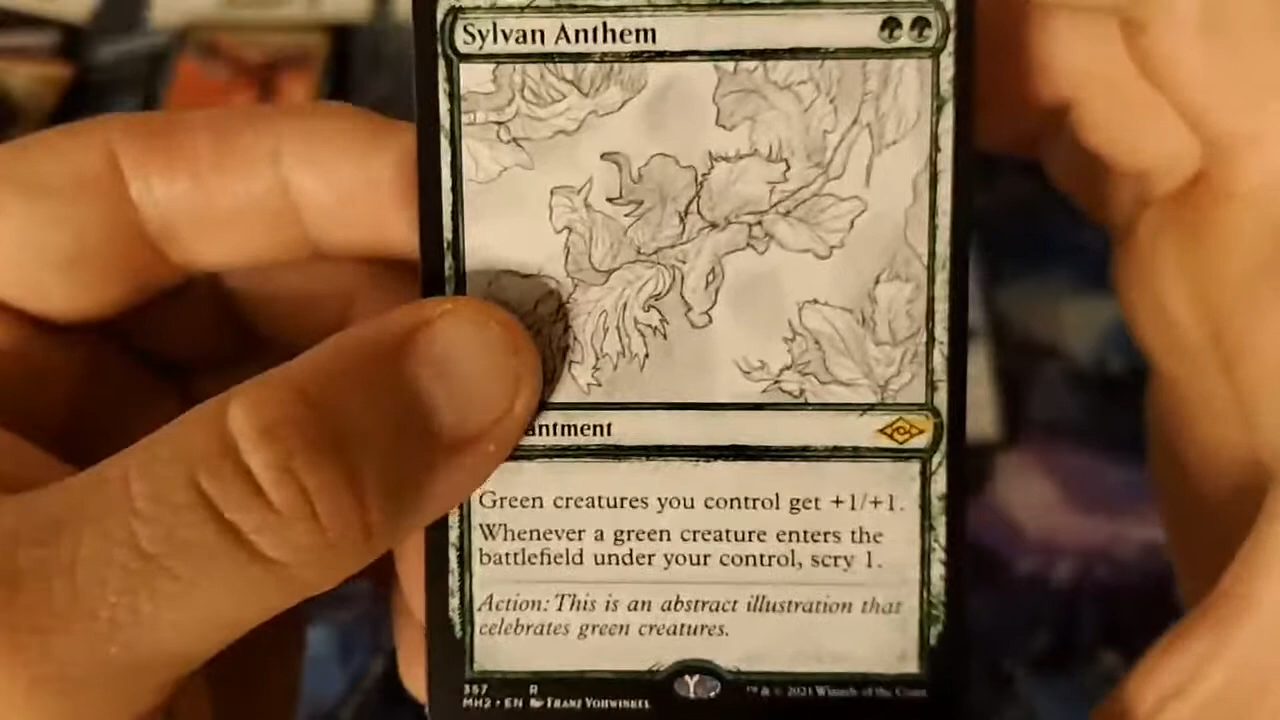 Sylvan Anthem
antment
Green creatures you control get +1/+1.
Whenever a green creature enters the
battlefield under your control, scry 1.
Action: This is an abstract illustration that
celebrates green creatures.
357 R
MH2 • EN Franz Vohwinkel
™ & © 2021 Wizards of the Coast